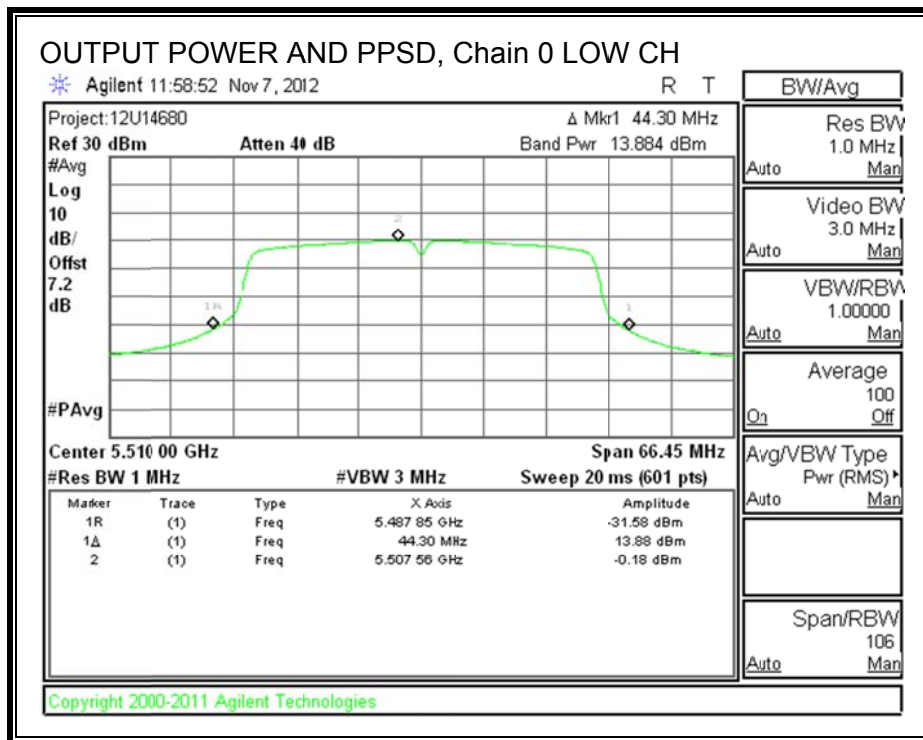 OUTPUT POWER AND PPSD, Chain 0 LOW CH
Agilent 11:58:52 Nov 7, 2012 R T
Project:12U14680 Δ Mkr1 44.30 MHz
Ref 30 dBm Atten 40 dB Band Pwr 13.884 dBm
#Avg
Log
10
dB/
Offst
7.2
dB
2
1R
1
#PAvg
Center 5.510 00 GHz Span 66.45 MHz
#Res BW 1 MHz #VBW 3 MHz Sweep 20 ms (601 pts)
Marker Trace Type X Axis Amplitude
1R (1) Freq 5.487 85 GHz -31.58 dBm
1Δ (1) Freq 44.30 MHz 13.88 dBm
2 (1) Freq 5.507 56 GHz -0.18 dBm
BW/Avg
Res BW
1.0 MHz
Auto Man
Video BW
3.0 MHz
Auto Man
VBW/RBW
1.00000
Auto Man
Average
100
On Off
Avg/VBW Type
Pwr (RMS)
Auto Man
Span/RBW
106
Auto Man
Copyright 2000-2011 Agilent Technologies